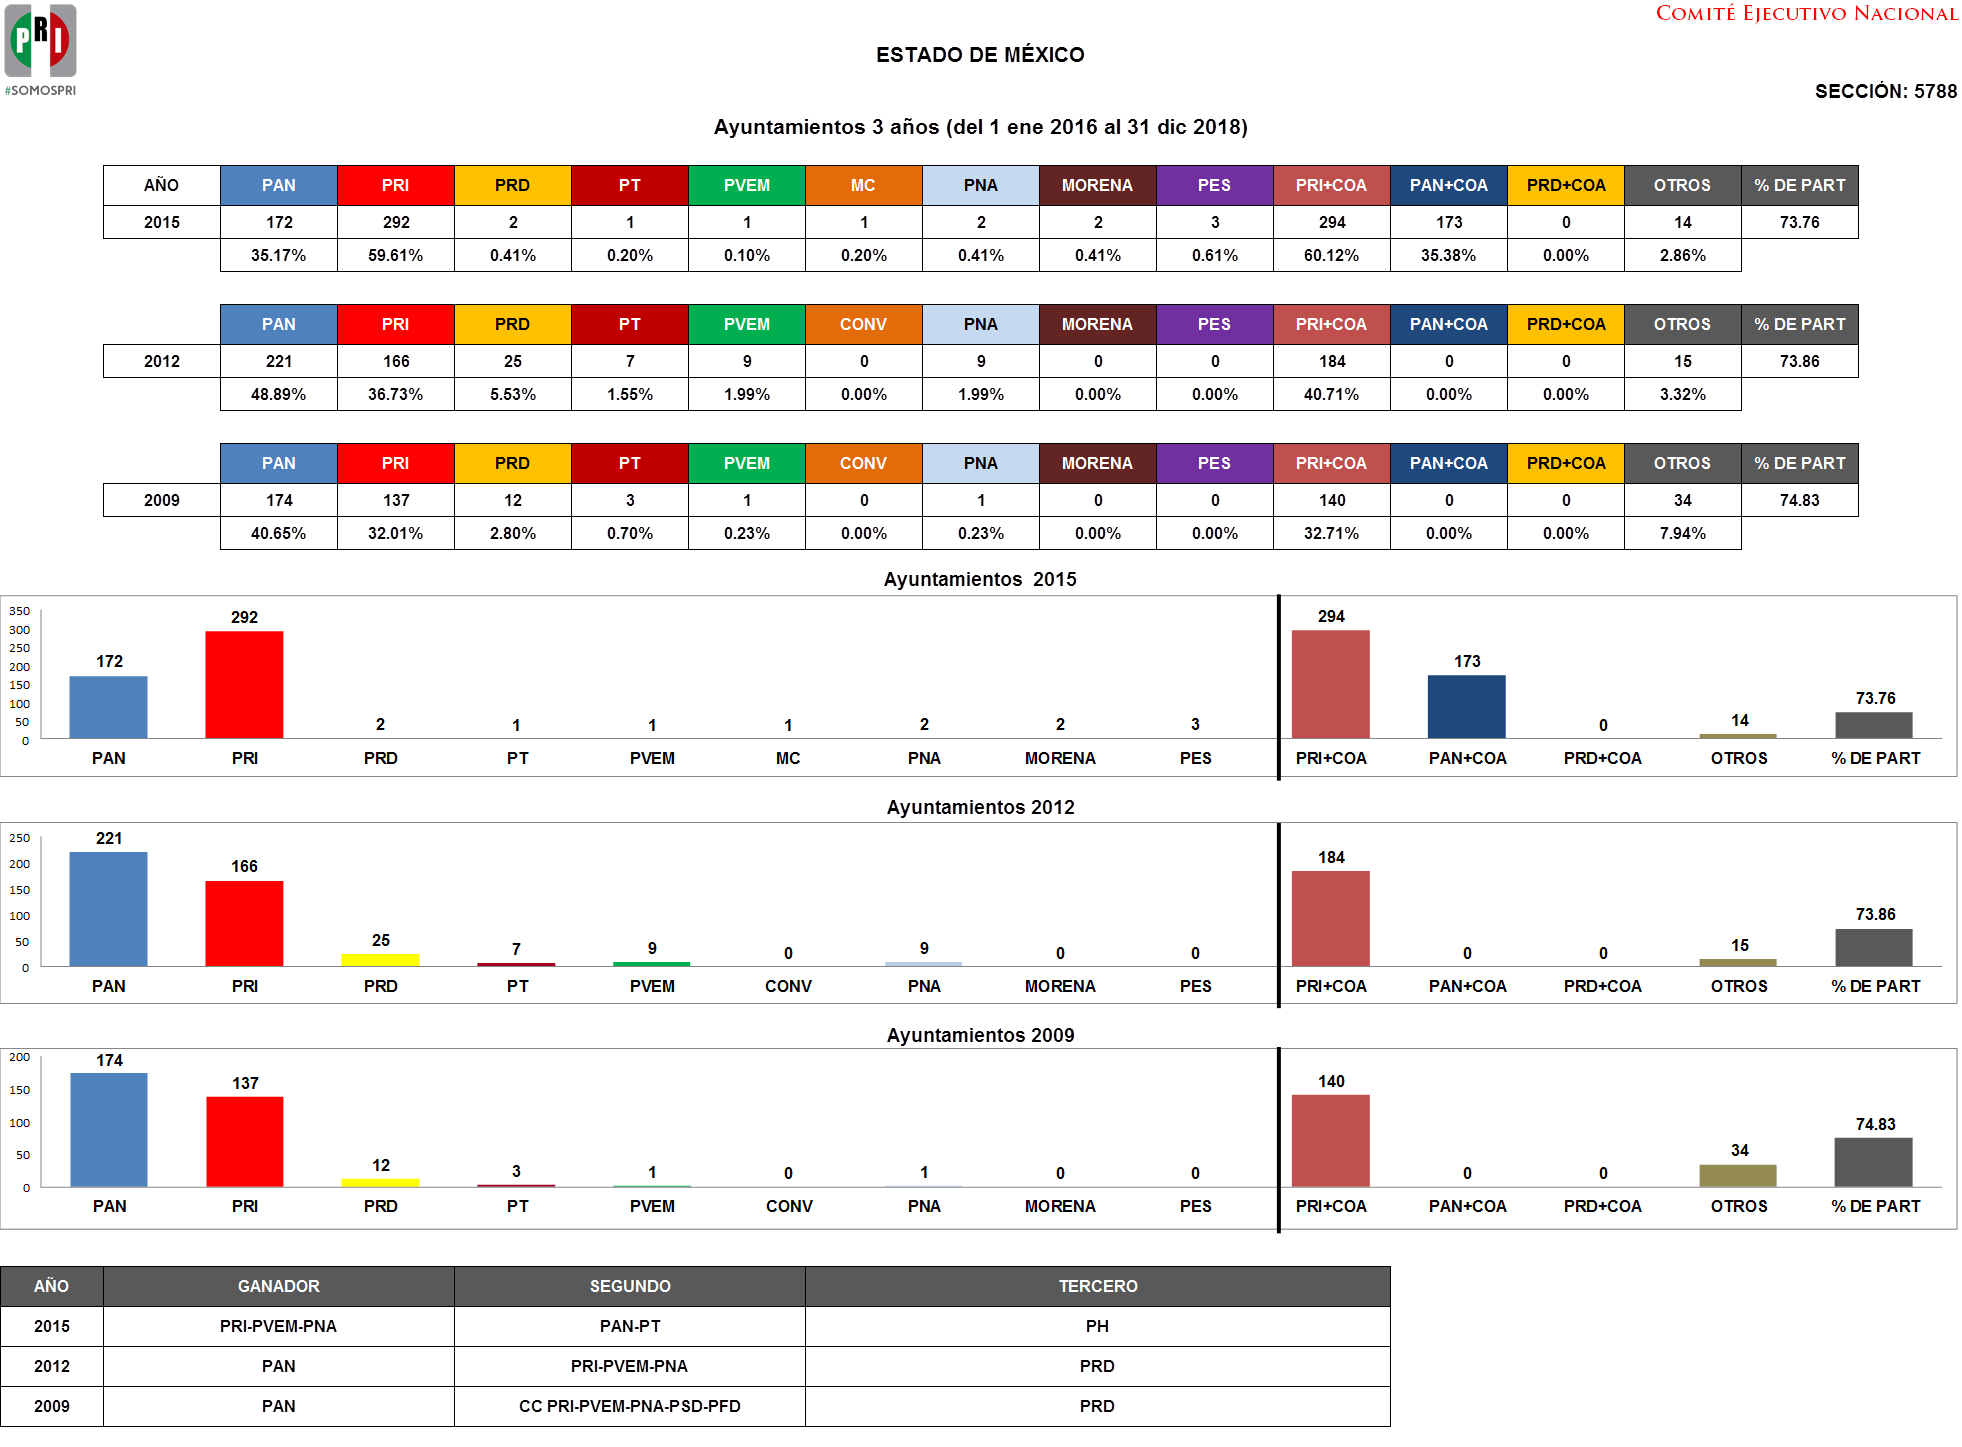 PRI
#SOMOSPRI
COMITÉ EJECUTIVO NACIONAL
ESTADO DE MÉXICO
SECCIÓN: 5788
Ayuntamientos 3 años (del 1 ene 2016 al 31 dic 2018)
AÑO PAN PRI PRD PT PVEM MC PNA MORENA PES PRI+COA PAN+COA PRD+COA OTROS % DE PART
2015 172 292 2 1 1 1 2 2 3 294 173 0 14 73.76
35.17% 59.61% 0.41% 0.20% 0.10% 0.20% 0.41% 0.41% 0.61% 60.12% 35.38% 0.00% 2.86%
PAN PRI PRD PT PVEM CONV PNA MORENA PES PRI+COA PAN+COA PRD+COA OTROS % DE PART
2012 221 166 25 7 9 0 9 0 0 184 0 0 15 73.86
48.89% 36.73% 5.53% 1.55% 1.99% 0.00% 1.99% 0.00% 0.00% 40.71% 0.00% 0.00% 3.32%
PAN PRI PRD PT PVEM CONV PNA MORENA PES PRI+COA PAN+COA PRD+COA OTROS % DE PART
2009 174 137 12 3 1 0 1 0 0 140 0 0 34 74.83
40.65% 32.01% 2.80% 0.70% 0.23% 0.00% 0.23% 0.00% 0.00% 32.71% 0.00% 0.00% 7.94%
Ayuntamientos 2015
350
300
250
200
150
100
50
0
172 292 2 1 1 1 2 2 3 294 173 0 14 73.76
PAN PRI PRD PT PVEM MC PNA MORENA PES PRI+COA PAN+COA PRD+COA OTROS % DE PART
Ayuntamientos 2012
250
200
150
100
50
0
221 166 25 7 9 0 9 0 0 184 0 0 15 73.86
PAN PRI PRD PT PVEM CONV PNA MORENA PES PRI+COA PAN+COA PRD+COA OTROS % DE PART
Ayuntamientos 2009
200
150
100
50
0
174 137 12 3 1 0 1 0 0 140 0 0 34 74.83
PAN PRI PRD PT PVEM CONV PNA MORENA PES PRI+COA PAN+COA PRD+COA OTROS % DE PART
AÑO GANADOR SEGUNDO TERCERO
2015 PRI-PVEM-PNA PAN-PT PH
2012 PAN PRI-PVEM-PNA PRD
2009 PAN CC PRI-PVEM-PNA-PSD-PFD PRD